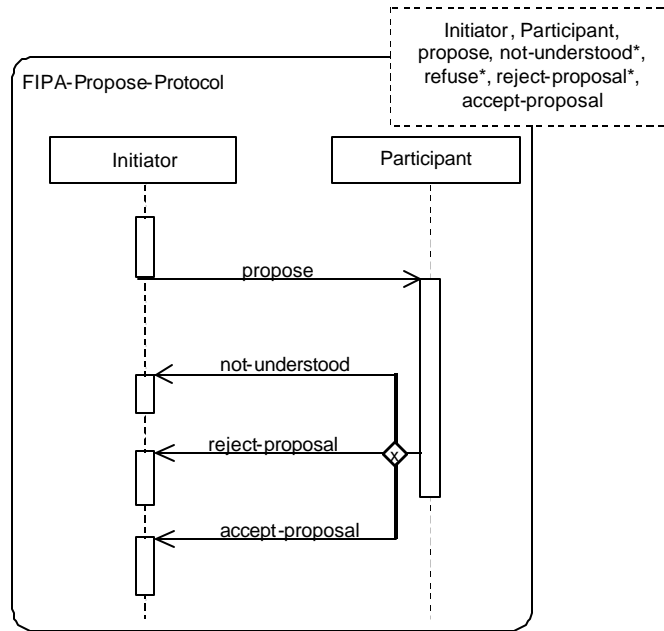 Initiator, Participant,
propose, not-understood*,
refuse*, reject-proposal*,
accept-proposal
FIPA-Propose-Protocol
Initiator
Participant
propose
not-understood
reject-proposal
x
accept-proposal